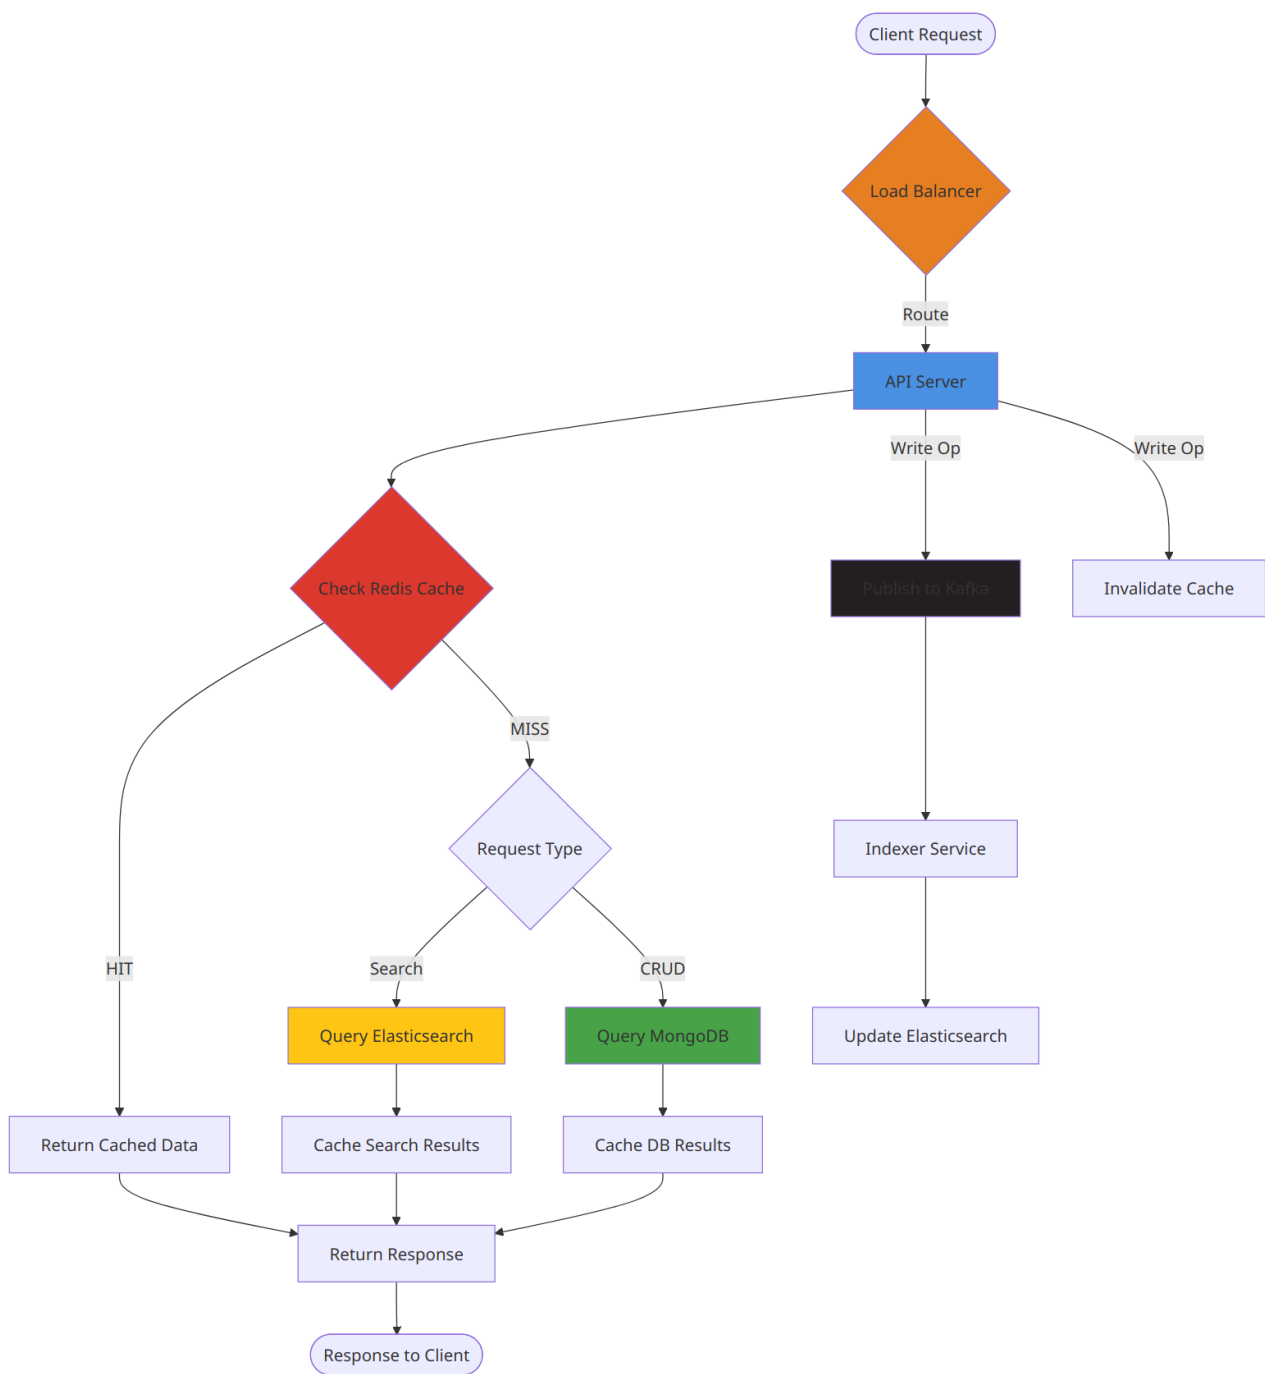 Client Request
Load Balancer
Route
API Server
Write Op
Write Op
Check Redis Cache
Publish to Kafka
Invalidate Cache
MISS
Request Type
Indexer Service
HIT
Search
CRUD
Query Elasticsearch
Query MongoDB
Update Elasticsearch
Return Cached Data
Cache Search Results
Cache DB Results
Return Response
Response to Client